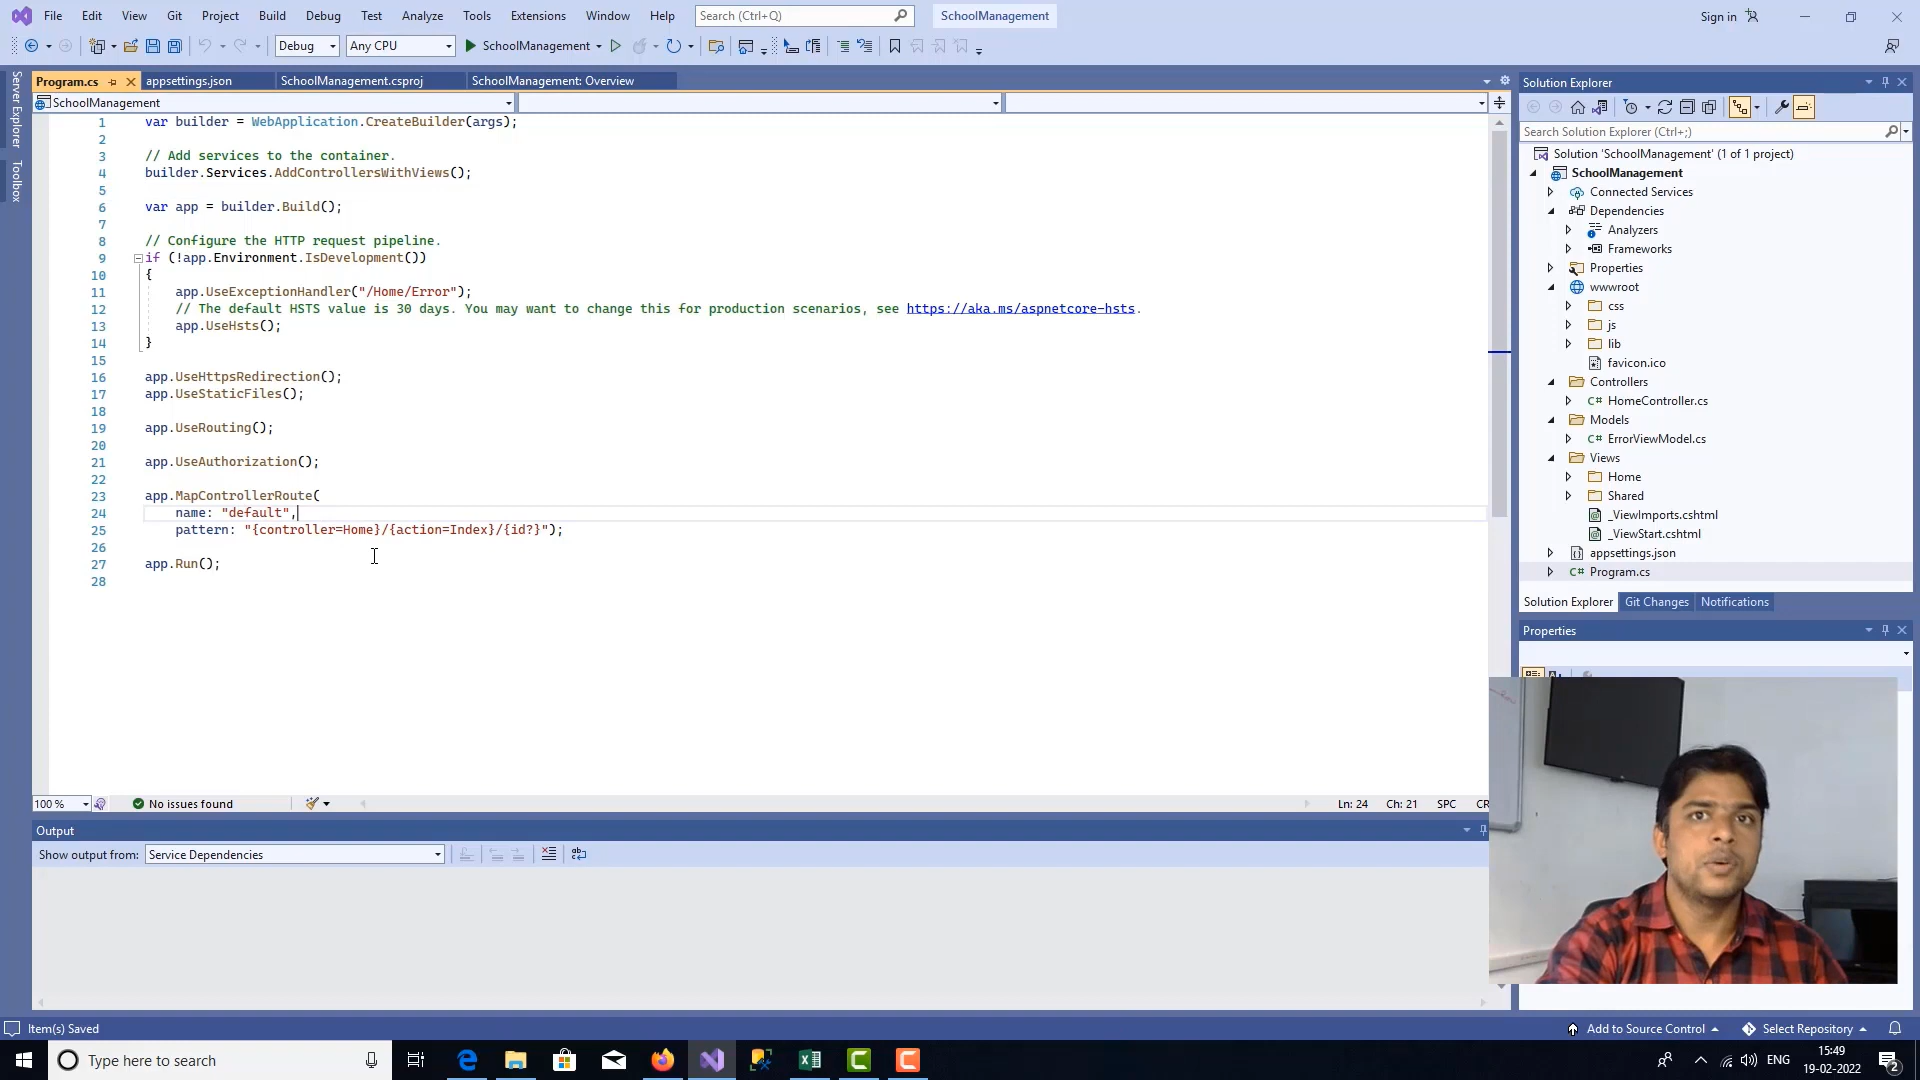 File Edit View Git Project Build Debug Test Analyze Tools Extensions Window Help Search (Ctrl+Q) SchoolManagement Sign in
Debug Any CPU SchoolManagement
Server Explorer
Toolbox
Program.cs appsettings.json SchoolManagement.csproj SchoolManagement: Overview
SchoolManagement
1 var builder = WebApplication.CreateBuilder(args);
2
3 // Add services to the container.
4 builder.Services.AddControllersWithViews();
5
6 var app = builder.Build();
7
8 // Configure the HTTP request pipeline.
9 if (!app.Environment.IsDevelopment())
10 {
11 app.UseExceptionHandler("/Home/Error");
12 // The default HSTS value is 30 days. You may want to change this for production scenarios, see https://aka.ms/aspnetcore-hsts.
13 app.UseHsts();
14 }
15
16 app.UseHttpsRedirection();
17 app.UseStaticFiles();
18
19 app.UseRouting();
20
21 app.UseAuthorization();
22
23 app.MapControllerRoute(
24 name: "default",
25 pattern: "{controller=Home}/{action=Index}/{id?}");
26
27 app.Run();
28
100 % No issues found Ln: 24 Ch: 21 SPC CR
Output
Show output from: Service Dependencies
Solution Explorer
Search Solution Explorer (Ctrl+;)
Solution 'SchoolManagement' (1 of 1 project)
SchoolManagement
Connected Services
Dependencies
Analyzers
Frameworks
Properties
wwwroot
css
js
lib
favicon.ico
Controllers
C# HomeController.cs
Models
C# ErrorViewModel.cs
Views
Home
Shared
_ViewImports.cshtml
_ViewStart.cshtml
appsettings.json
C# Program.cs
Solution Explorer Git Changes Notifications
Properties
Item(s) Saved Add to Source Control Select Repository
Type here to search ENG 15:49
19-02-2022 2